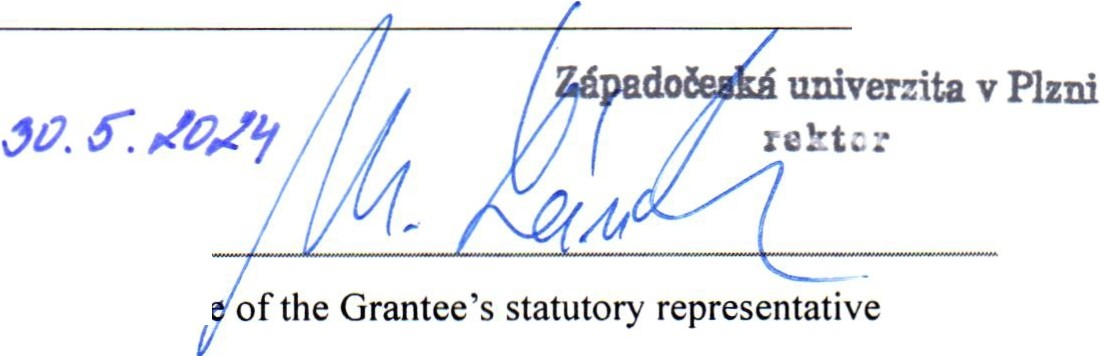 Západočeská univerzita v Plzni
rektor
30.5.2024
e of the Grantee’s statutory representative